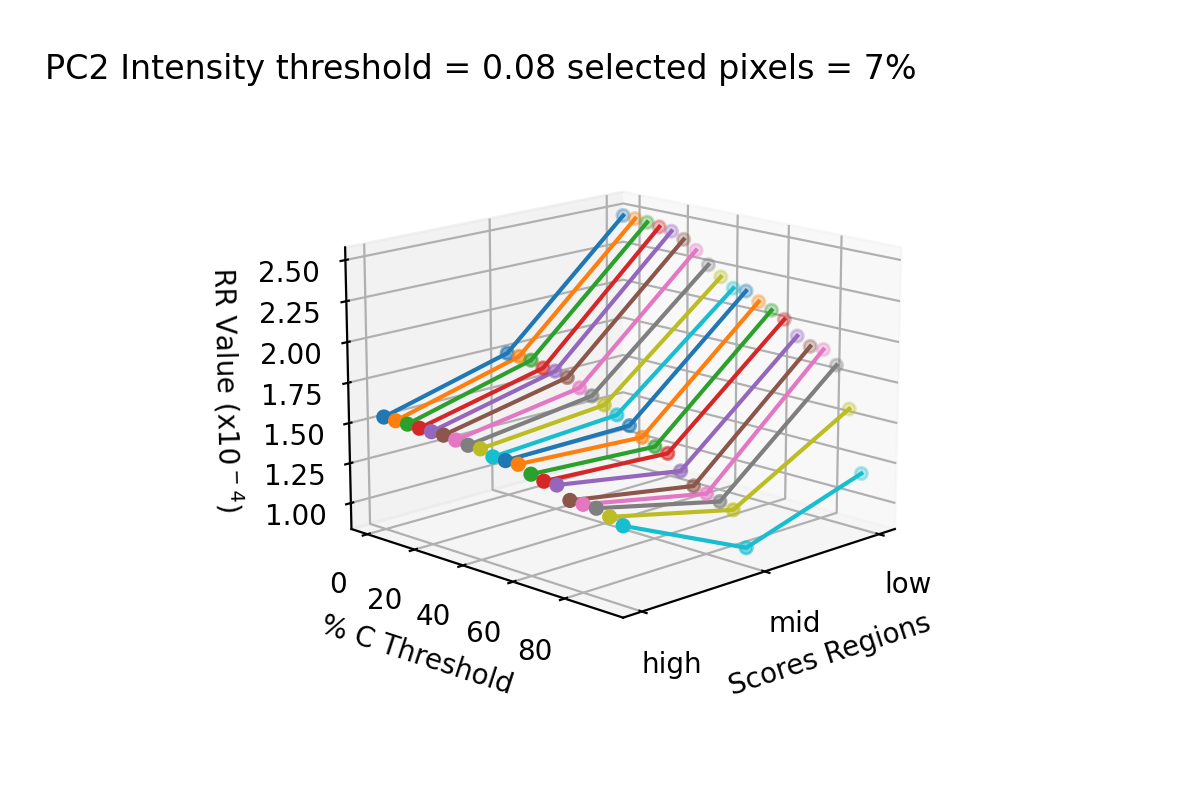 PC2 Intensity threshold = 0.08 selected pixels = 7%
RR Value (x10⁻⁴)
2.50
2.25
2.00
1.75
1.50
1.25
1.00
0
20
40
60
80
% C Threshold
high
mid
low
Scores Regions